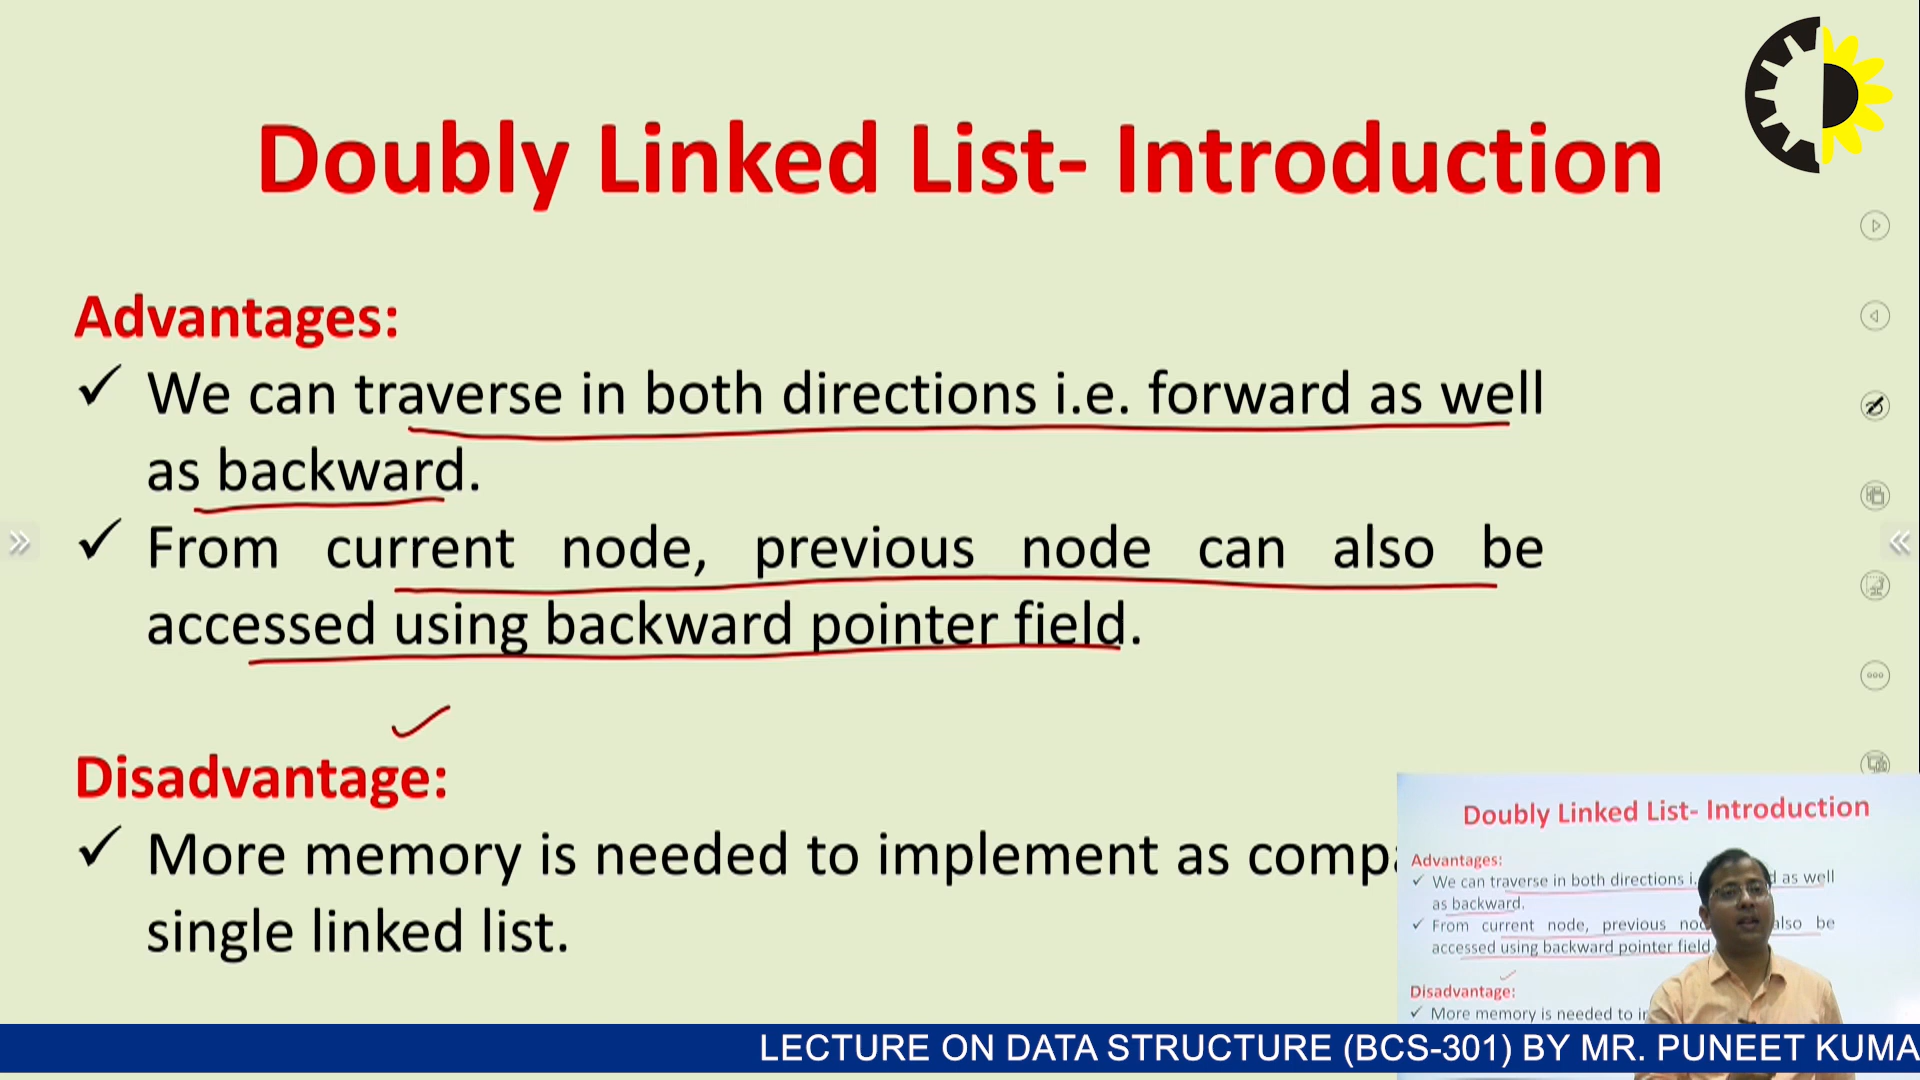 Doubly Linked List- Introduction
Advantages:
✓ We can traverse in both directions i.e. forward as well
as backward.
✓ From current node, previous node can also be
accessed using backward pointer field.
Disadvantage:
✓ More memory is needed to implement as
single linked list.
Doubly Linked List- Introduction
Advantages:
✓ We can traverse in both directions as well
as backward.
✓ From current node, previous also be
accessed using backward pointer field
Disadvantage:
✓ More memory is needed to
LECTURE ON DATA STRUCTURE (BCS-301) BY MR. PUNEET KUMA